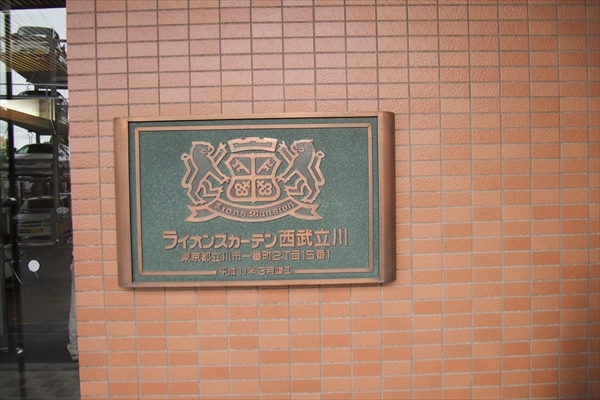 Lions Mansion
ライオンズガーデン西武立川
東京都立川市一番町2丁目15番1
平成11年3月竣工